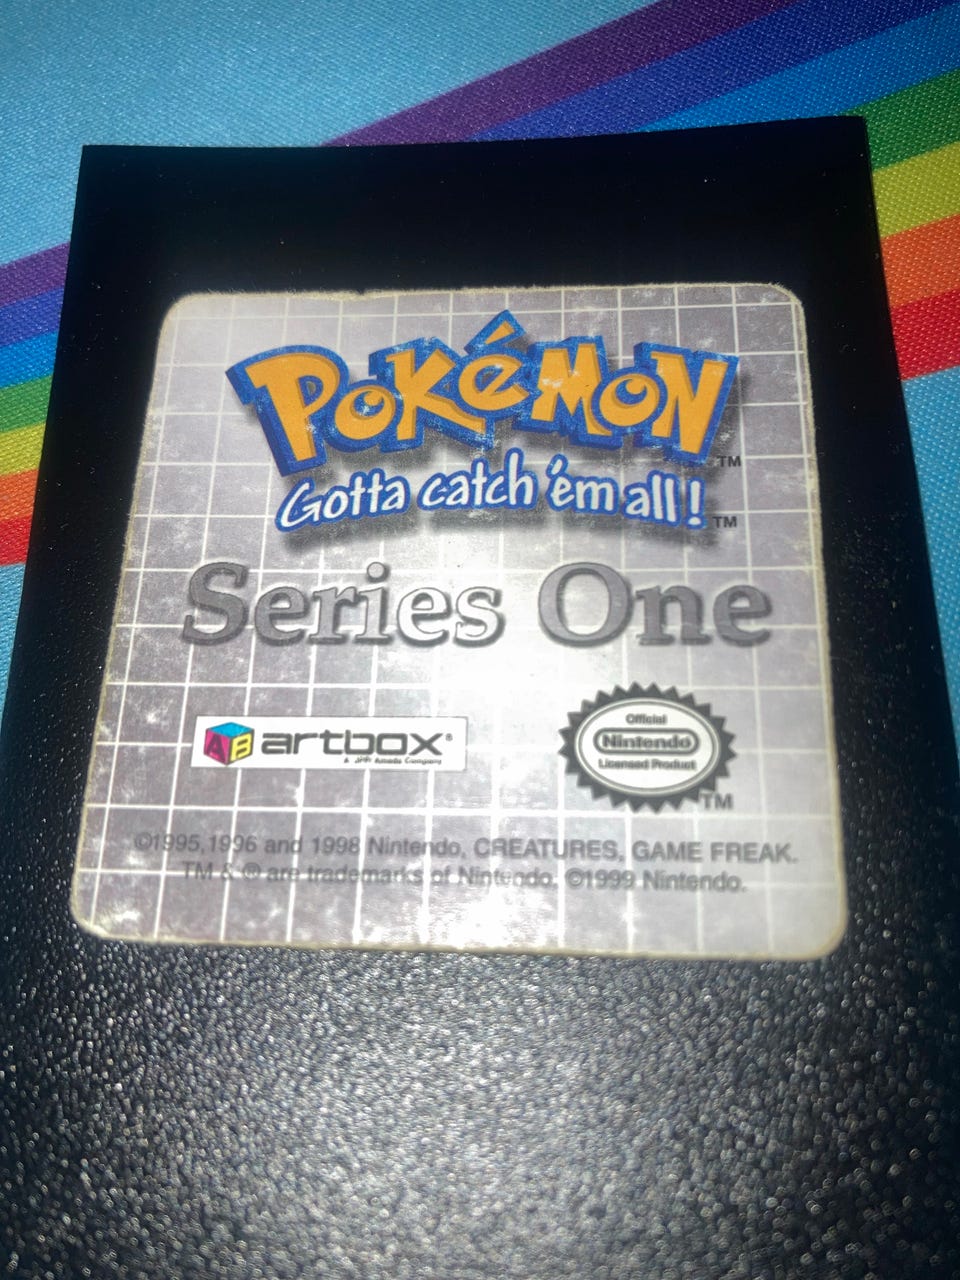 POKéMON TM
Gotta catch 'em all! TM
Series One
AB artbox®
Official
Nintendo
Licensed Product
TM
©1995, 1996 and 1998 Nintendo, CREATURES, GAME FREAK.
TM & ® are trademarks of Nintendo. ©1999 Nintendo.